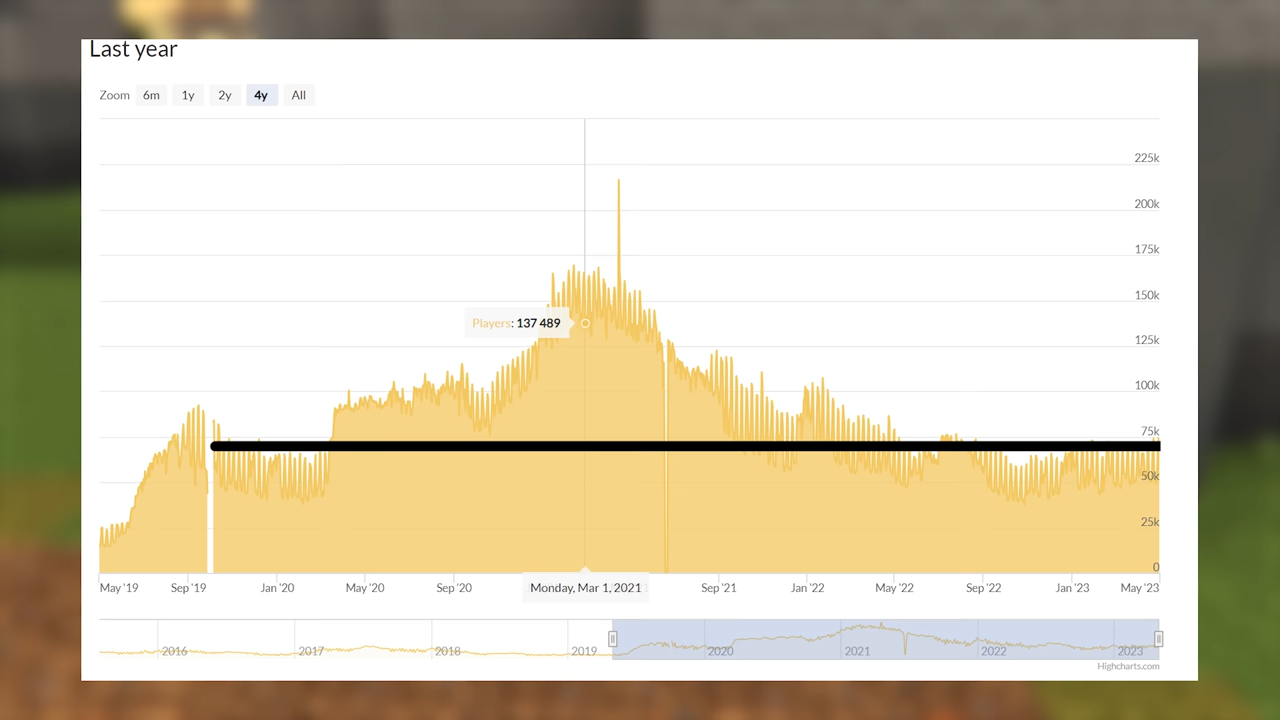 Last year
Zoom 6m 1y 2y 4y All
225k
200k
175k
150k
Players: 137 489
125k
100k
75k
50k
25k
0
May '19 Sep '19 Jan '20 May '20 Sep '20 Monday, Mar 1, 2021 Sep '21 Jan '22 May '22 Sep '22 Jan '23 May '23
2016 2017 2018 2019 2020 2021 2022 2023
Highcharts.com